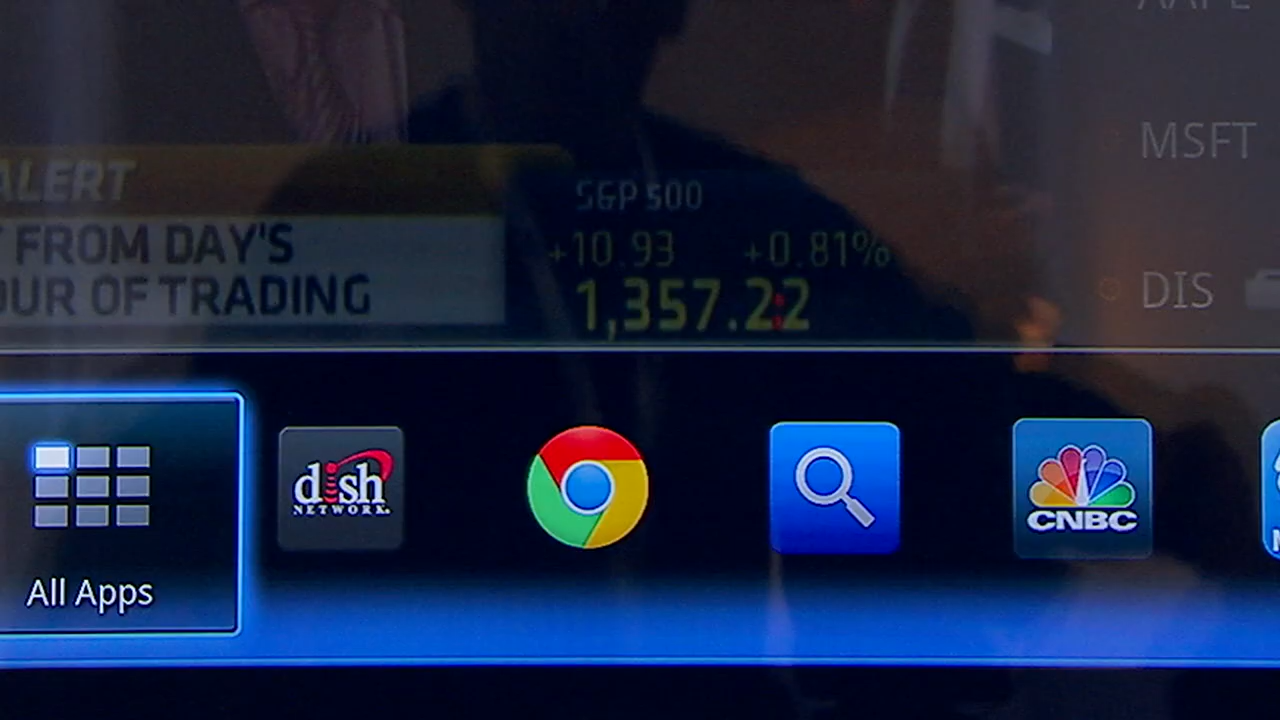 ALERT
FROM DAY'S
OUR OF TRADING
S&P 500
+10.93 +0.81%
1,357.22
AAPL
MSFT
DIS
All Apps
dish
NETWORK.
CNBC